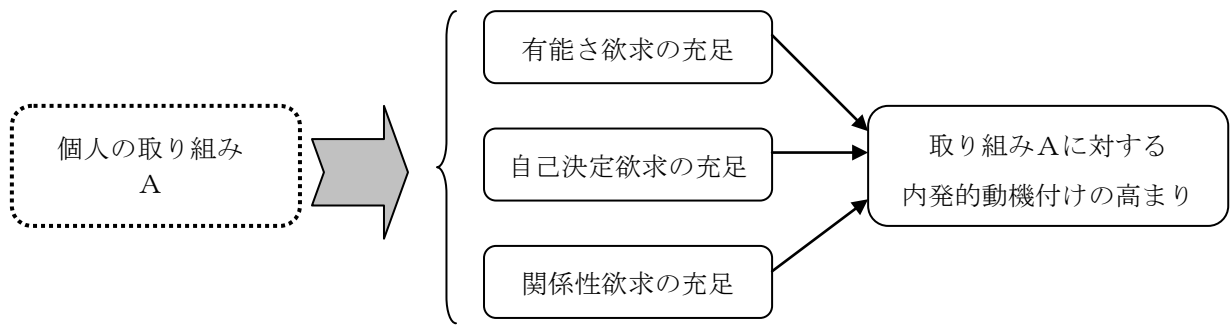 個人の取り組み
A
有能さ欲求の充足
自己決定欲求の充足
関係性欲求の充足
取り組みAに対する
内発的動機付けの高まり